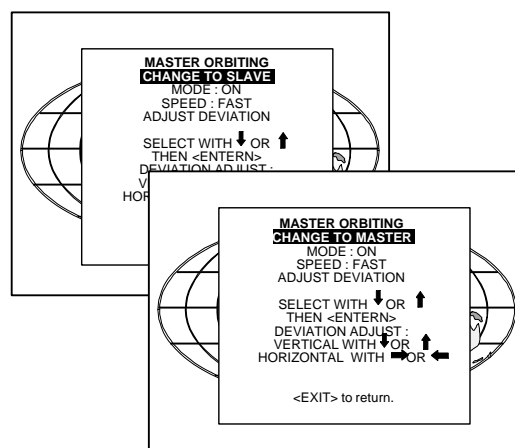 MASTER ORBITING
CHANGE TO SLAVE
MODE : ON
SPEED : FAST
ADJUST DEVIATION
SELECT WITH OR
THEN <ENTERN>
DEVIATION ADJUST :
MASTER ORBITING
CHANGE TO MASTER
MODE : ON
SPEED : FAST
ADJUST DEVIATION
SELECT WITH OR
THEN <ENTERN>
DEVIATION ADJUST :
VERTICAL WITH OR
HORIZONTAL WITH OR
<EXIT> to return.